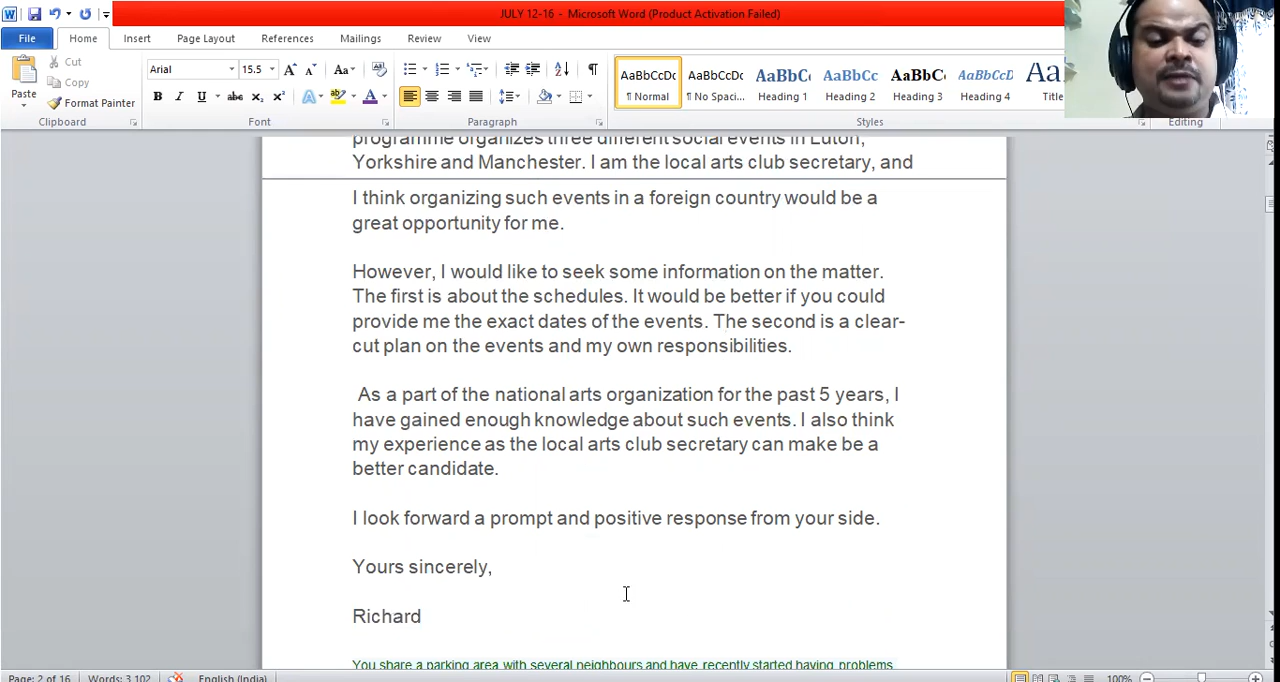 JULY 12-16 - Microsoft Word (Product Activation Failed)
File Home Insert Page Layout References Mailings Review View
Paste Cut Copy Format Painter
Arial 15.5
AaBbCcDc AaBbCcDc AaBbC AaBbCc AaBbCc AaBbCcD Aa
¶ Normal ¶ No Spaci... Heading 1 Heading 2 Heading 3 Heading 4 Title
Clipboard Font Paragraph Styles Editing
programme organizes three different social events in Luton,
Yorkshire and Manchester. I am the local arts club secretary, and
I think organizing such events in a foreign country would be a
great opportunity for me.
However, I would like to seek some information on the matter.
The first is about the schedules. It would be better if you could
provide me the exact dates of the events. The second is a clear-
cut plan on the events and my own responsibilities.
As a part of the national arts organization for the past 5 years, I
have gained enough knowledge about such events. I also think
my experience as the local arts club secretary can make be a
better candidate.
I look forward a prompt and positive response from your side.
Yours sincerely,
Richard
You share a parking area with several neighbours and have recently started having problems
Page: 2 of 16 Words: 3,102 English (India) 100%